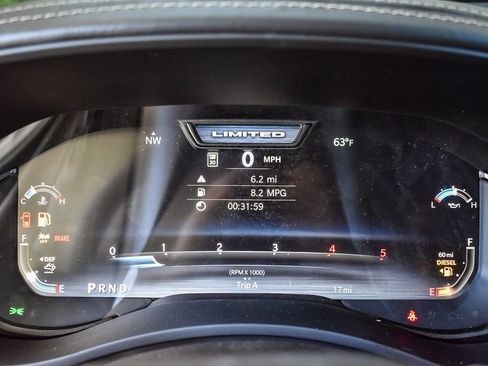 LIMITED
NW
63°F
30
0 MPH
6.2 mi
8.2 MPG
00:31:59
C H
L H
F
BRAKE
DEF
E
0 1 2 3 4 5
(RPM X 1000)
F
60 mi
DIESEL
E
PRND
Trip A
17 mi